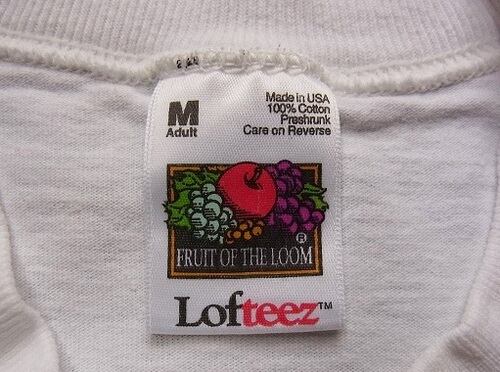 M
Adult
Made in USA
100% Cotton
Preshrunk
Care on Reverse
®
FRUIT OF THE LOOM
Lofteez™